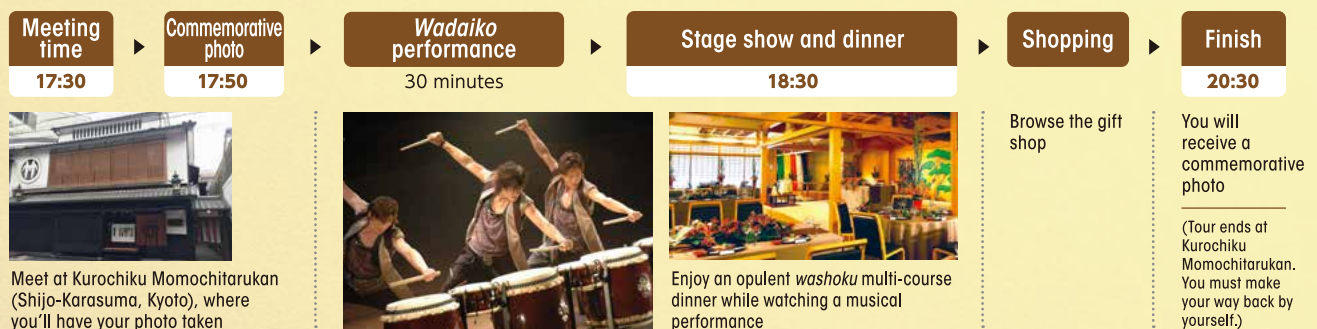 Meeting
time
17:30
Commemorative
photo
17:50
Wadaiko
performance
30 minutes
Stage show and dinner
18:30
Shopping
Finish
20:30
Meet at Kurochiku Momochitarukan
(Shijo-Karasuma, Kyoto), where
you'll have your photo taken
Enjoy an opulent washoku multi-course
dinner while watching a musical
performance
Browse the gift
shop
You will
receive a
commemorative
photo
(Tour ends at
Kurochiku
Momochitarukan.
You must make
your way back by
yourself.)